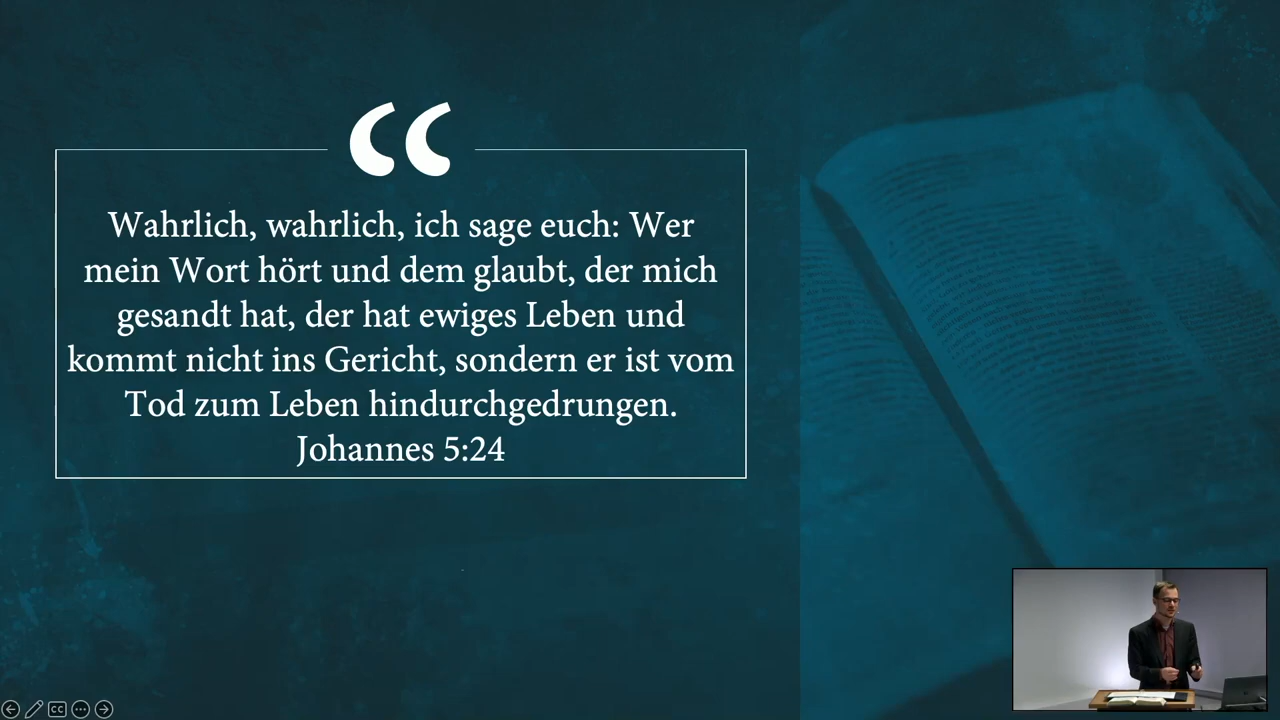 Wahrlich, wahrlich, ich sage euch: Wer
mein Wort hört und dem glaubt, der mich
gesandt hat, der hat ewiges Leben und
kommt nicht ins Gericht, sondern er ist vom
Tod zum Leben hindurchgedrungen.
Johannes 5:24
CC